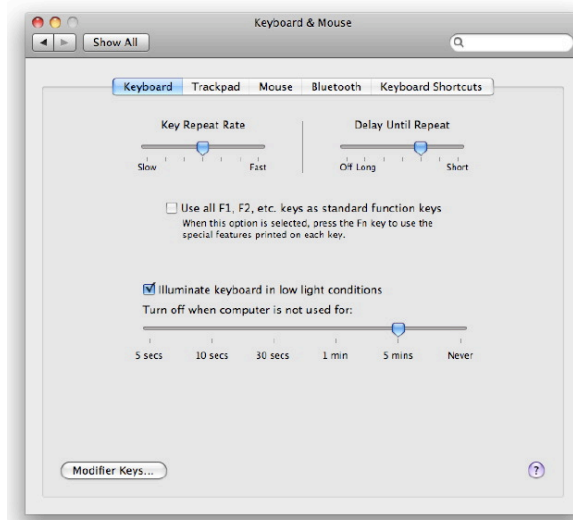 Keyboard & Mouse
Show All
Keyboard Trackpad Mouse Bluetooth Keyboard Shortcuts
Key Repeat Rate Delay Until Repeat
Slow Fast Off Long Short
Use all F1, F2, etc. keys as standard function keys
When this option is selected, press the Fn key to use the
special features printed on each key.
Illuminate keyboard in low light conditions
Turn off when computer is not used for:
5 secs 10 secs 30 secs 1 min 5 mins Never
Modifier Keys... ?